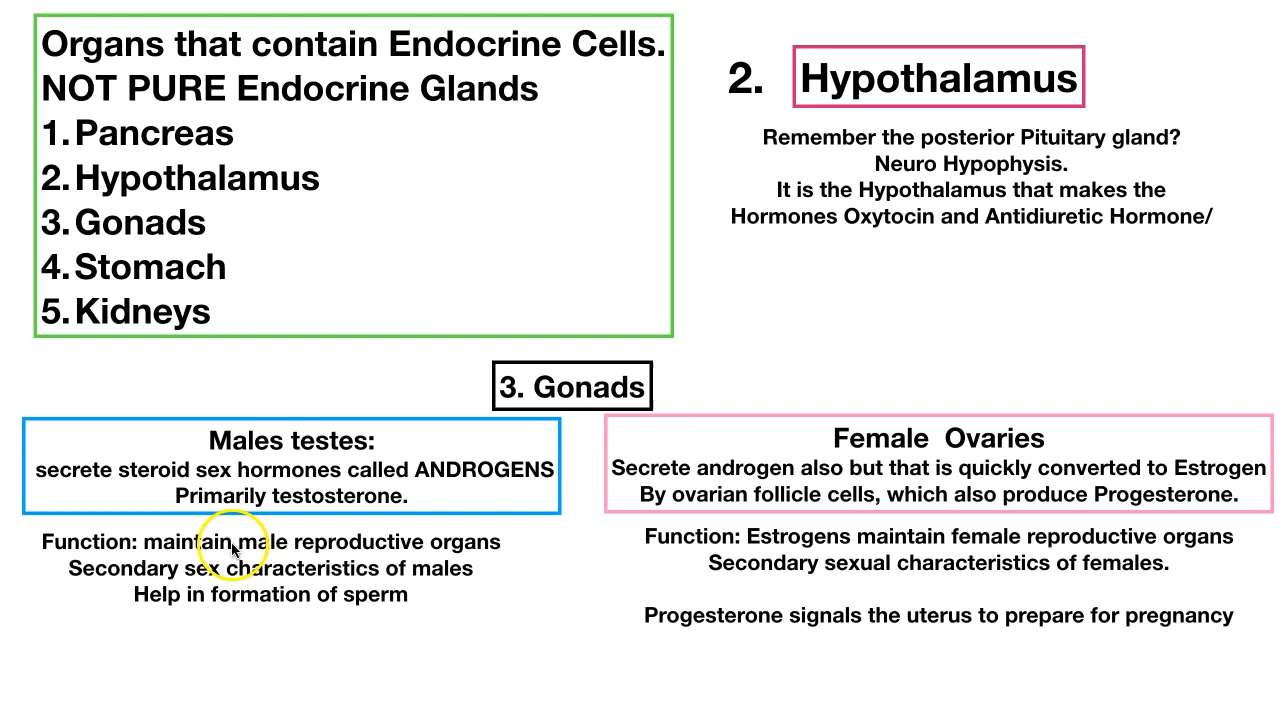 Organs that contain Endocrine Cells.
NOT PURE Endocrine Glands
1. Pancreas
2. Hypothalamus
3. Gonads
4. Stomach
5. Kidneys
2. Hypothalamus
Remember the posterior Pituitary gland?
Neuro Hypophysis.
It is the Hypothalamus that makes the
Hormones Oxytocin and Antidiuretic Hormone/
3. Gonads
Males testes:
secrete steroid sex hormones called ANDROGENS
Primarily testosterone.
Function: maintain male reproductive organs
Secondary sex characteristics of males
Help in formation of sperm
Female Ovaries
Secrete androgen also but that is quickly converted to Estrogen
By ovarian follicle cells, which also produce Progesterone.
Function: Estrogens maintain female reproductive organs
Secondary sexual characteristics of females.
Progesterone signals the uterus to prepare for pregnancy